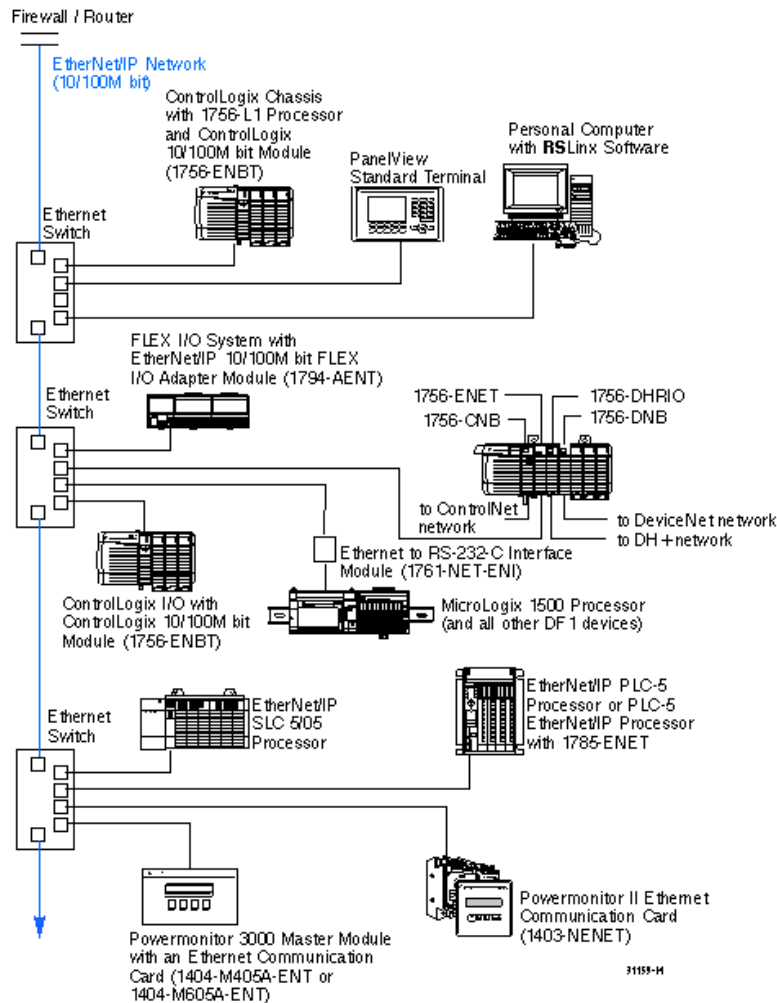 Firewall / Router
EtherNet/IP Network
(10/100M bit)
ControlLogix Chassis
with 1756-L1 Processor
and ControlLogix
10/100M bit Module
(1756-ENBT)
PanelView
Standard Terminal
Personal Computer
with RSLinx Software
Ethernet
Switch
FLEX I/O System with
EtherNet/IP 10/100M bit FLEX
I/O Adapter Module (1794-AENT)
Ethernet
Switch
1756-ENET
1756-DHRIO
1756-CNB
1756-DNB
to ControlNet
network
to DeviceNet network
to DH+ network
Ethernet to RS-232-C Interface
Module (1761-NET-ENI)
ControlLogix I/O with
ControlLogix 10/100M bit
Module (1756-ENBT)
MicroLogix 1500 Processor
(and all other DF1 devices)
Ethernet
Switch
EtherNet/IP
SLC 5/05
Processor
EtherNet/IP PLC-5
Processor or PLC-5
EtherNet/IP Processor
with 1785-ENET
Powermonitor 3000 Master Module
with an Ethernet Communication
Card (1404-M405A-ENT or
1404-M605A-ENT)
Powermonitor II Ethernet
Communication Card
(1403-NENET)
31153-M